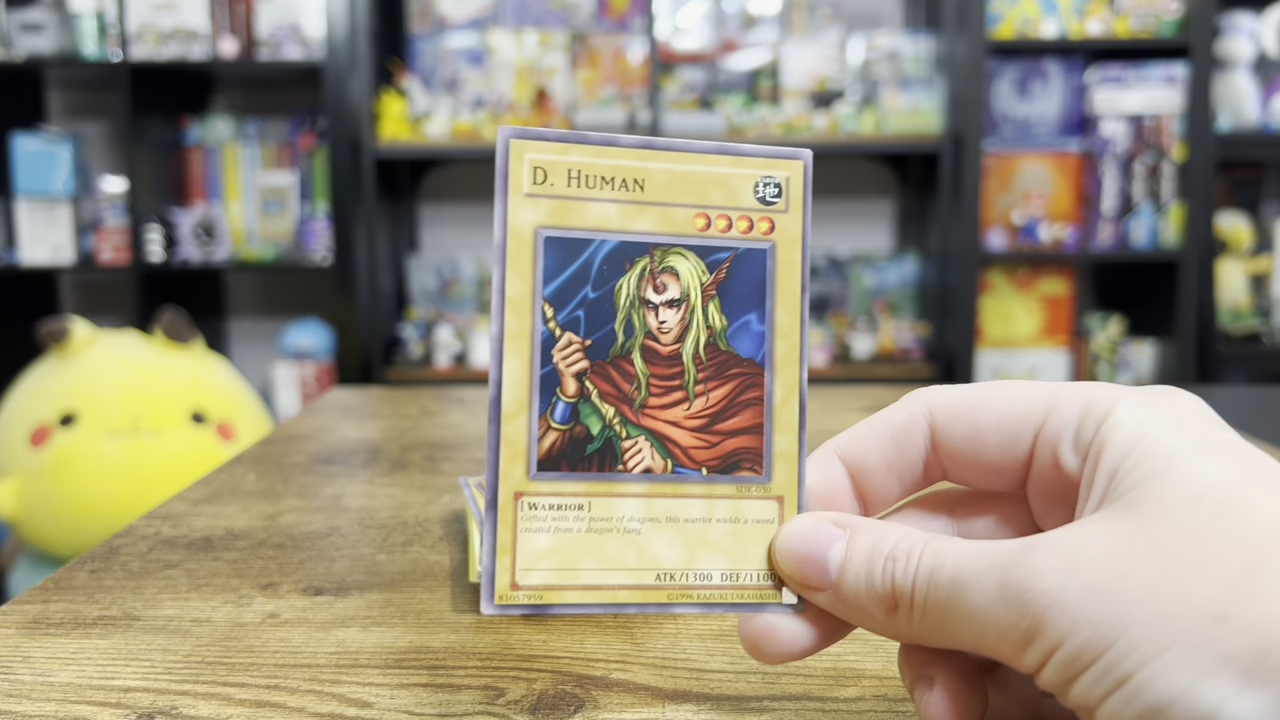 D. HUMAN
EARTH
地
SDK-030
[WARRIOR]
Gifted with the power of dragons, this warrior wields a sword
created from a dragon's fang.
ATK/1300 DEF/1100
81057959
©1996 KAZUKI TAKAHASHI